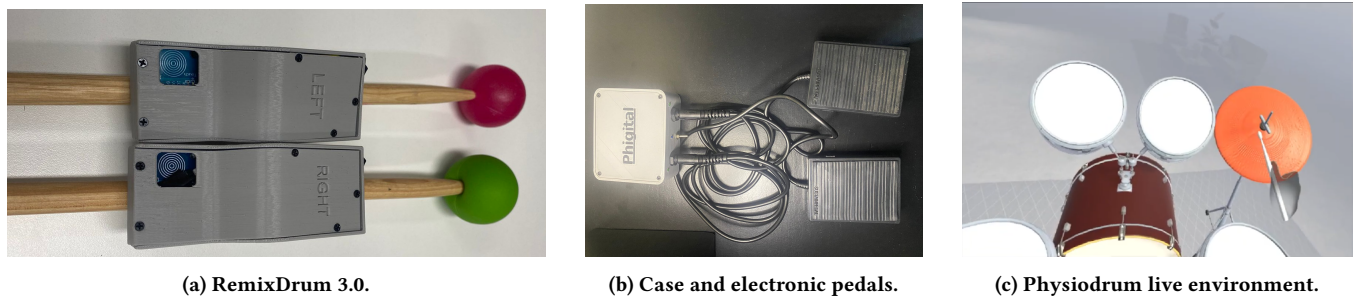 LEFT
RIGHT
Phigital
(a) RemixDrum 3.0.
(b) Case and electronic pedals.
(c) Physiodrum live environment.